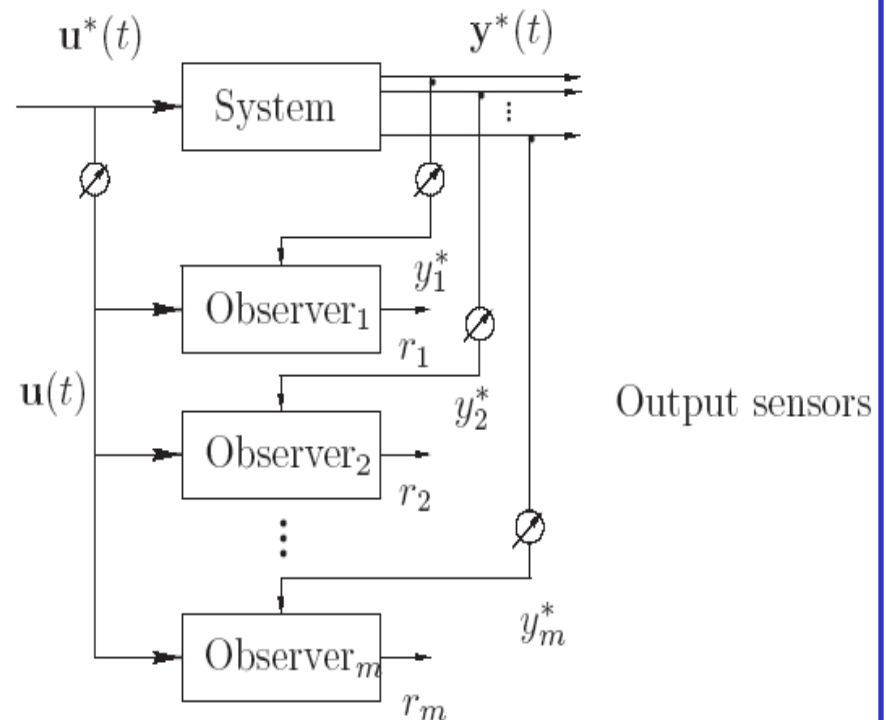 u*(t)
y*(t)
System
y₁*
Observer₁
r₁
u(t)
y₂*
Output sensors
Observer₂
r₂
yₘ*
Observerₘ
rₘ